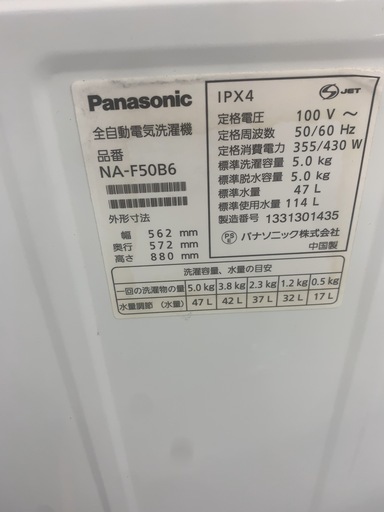 Panasonic
全自動電気洗濯機
品番
NA-F50B6
外形寸法
幅 562 mm
奥行 572 mm
高さ 880 mm
IPX4
S JET
定格電圧 100 V ~
定格周波数 50/60 Hz
定格消費電力 355/430 W
標準洗濯容量 5.0 kg
標準脱水容量 5.0 kg
標準水量 47 L
標準使用水量 114 L
製造番号 1331301435
PSE パナソニック株式会社
中国製
洗濯容量、水量の目安
一回の洗濯物の量 5.0 kg 3.8 kg 2.3 kg 1.2 kg 0.5 kg
水量調節 (水量) 47 L 42 L 37 L 32 L 17 L